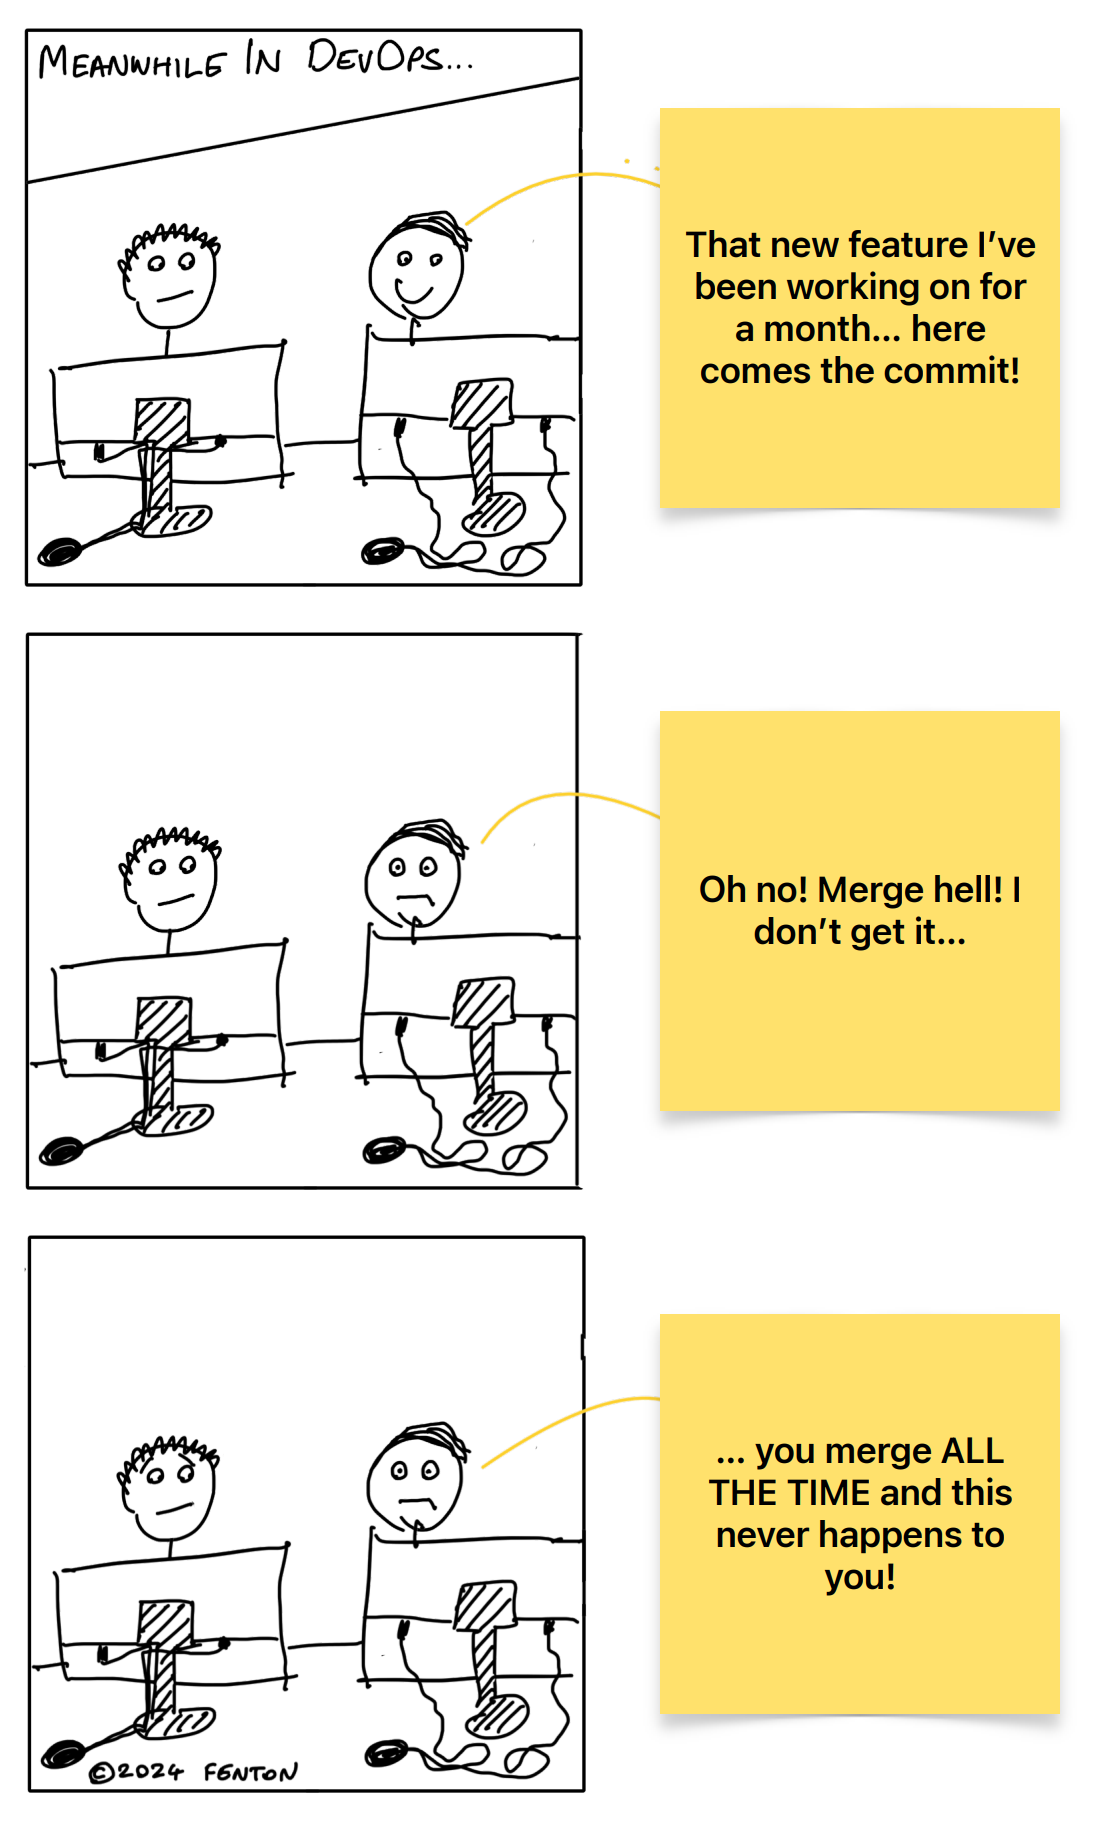 MEANWHILE IN DEVOPS...
That new feature I’ve
been working on for
a month... here
comes the commit!
Oh no! Merge hell! I
don’t get it...
... you merge ALL
THE TIME and this
never happens to
you!
©2024 FENTON